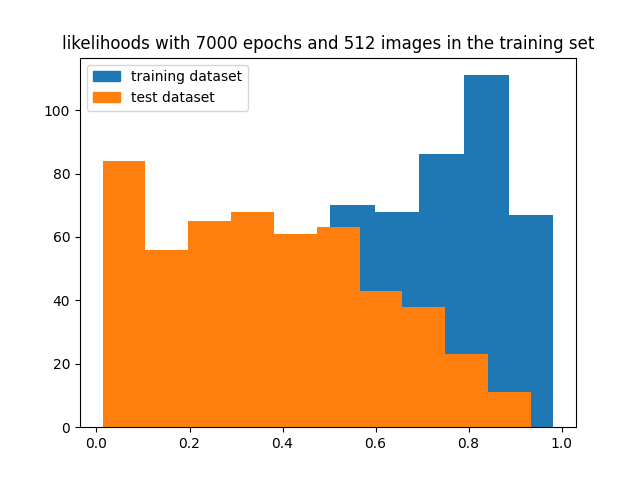 likelihoods with 7000 epochs and 512 images in the training set
training dataset
test dataset
100
80
60
40
20
0
0.0 0.2 0.4 0.6 0.8 1.0